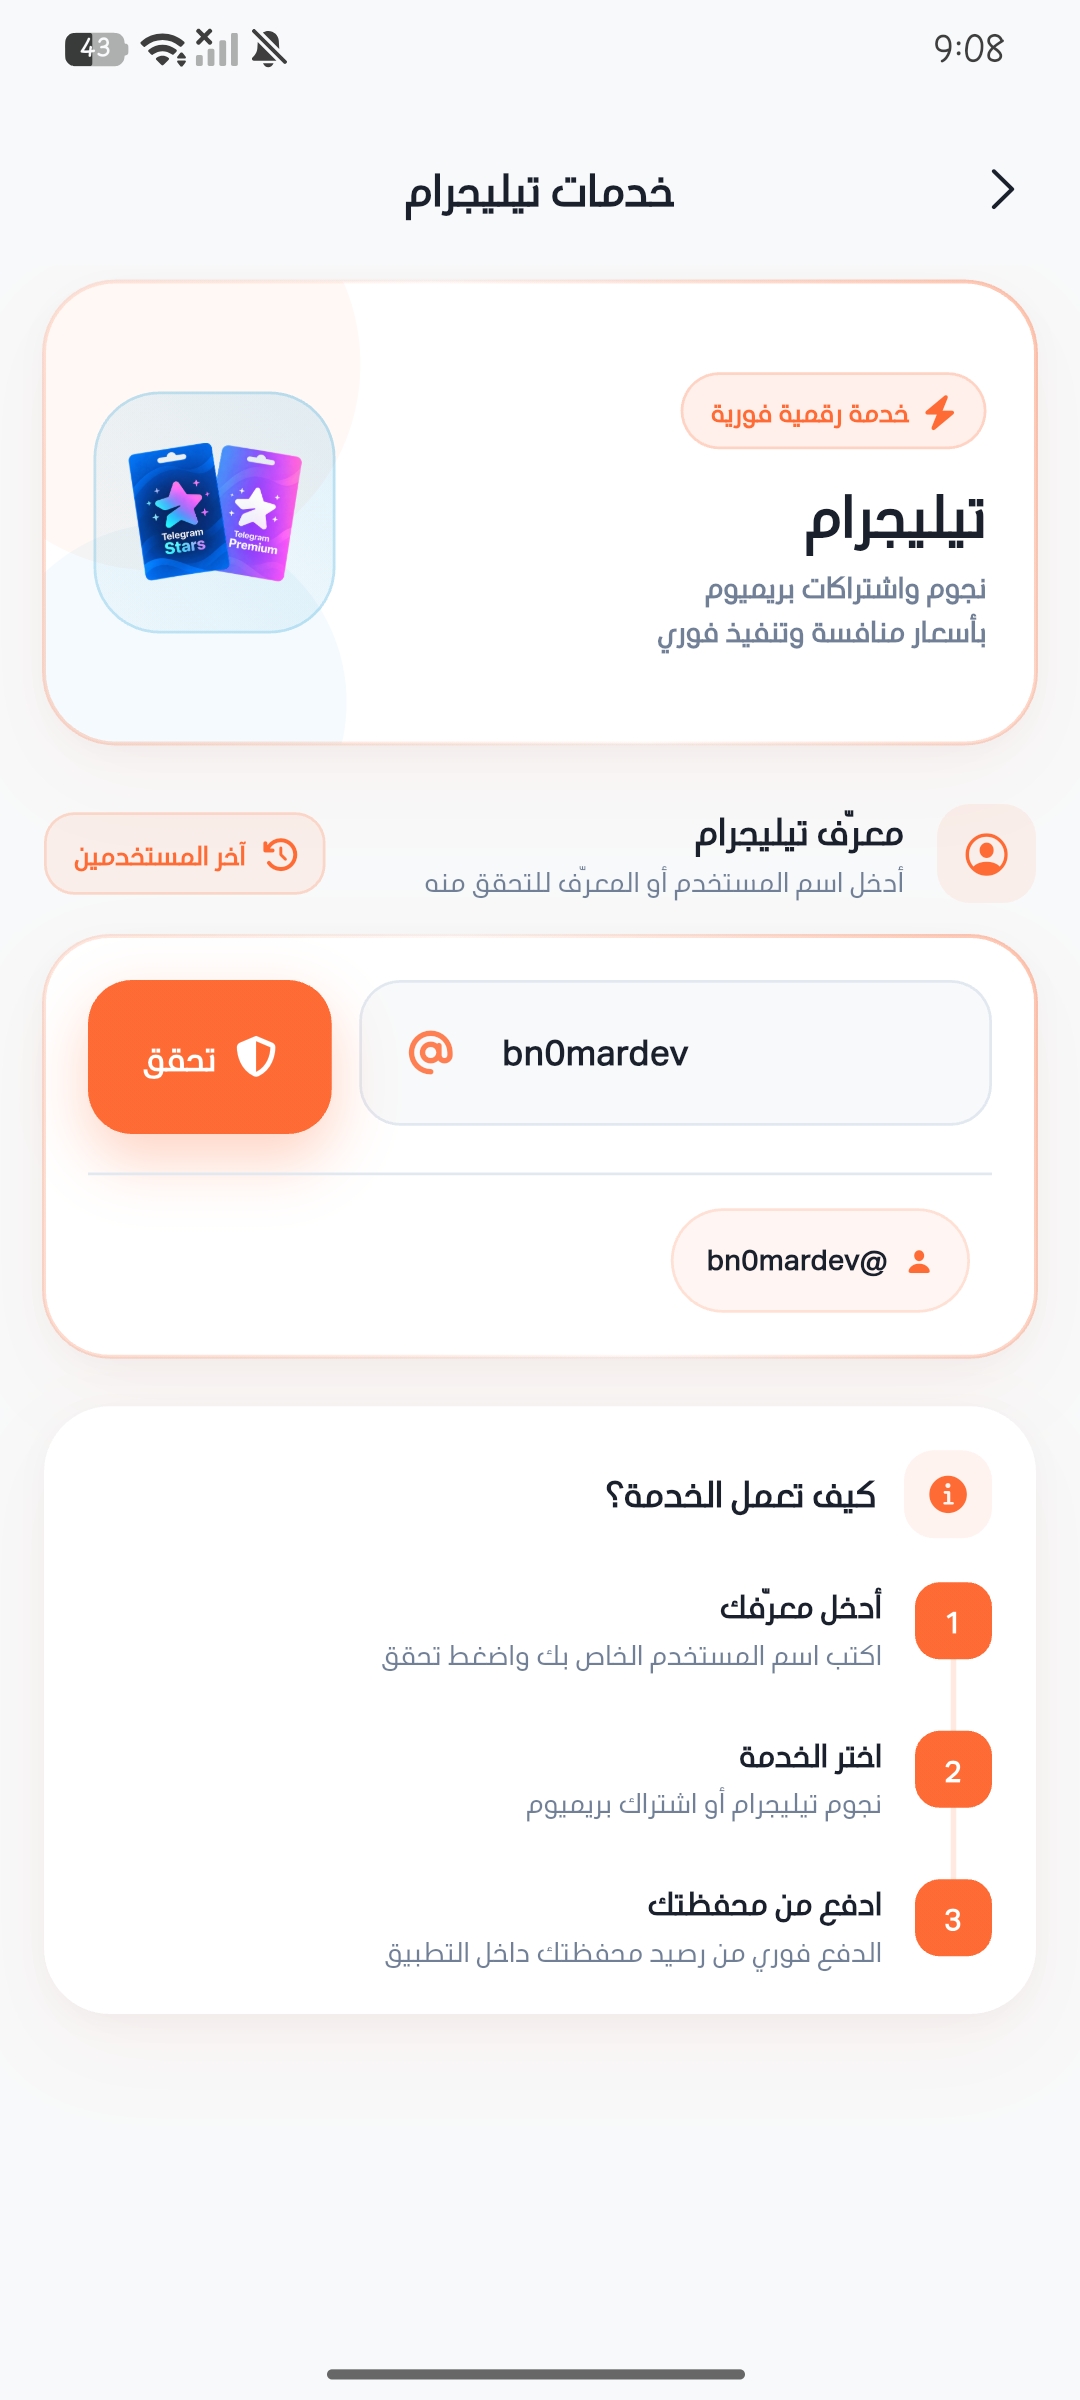 9:08
43
خدمات تيليجرام
خدمة رقمية فورية
تيليجرام
نجوم واشتراكات بريميوم
بأسعار منافسة وتنفيذ فوري
Telegram
Stars
Telegram
Premium
معرّف تيليجرام
أدخل اسم المستخدم أو المعرّف للتحقق منه
آخر المستخدمين
@ bn0mardev
تحقق
bn0mardev@
كيف تعمل الخدمة؟
1
أدخل معرّفك
اكتب اسم المستخدم الخاص بك واضغط تحقق
2
اختر الخدمة
نجوم تيليجرام أو اشتراك بريميوم
3
ادفع من محفظتك
الدفع فوري من رصيد محفظتك داخل التطبيق